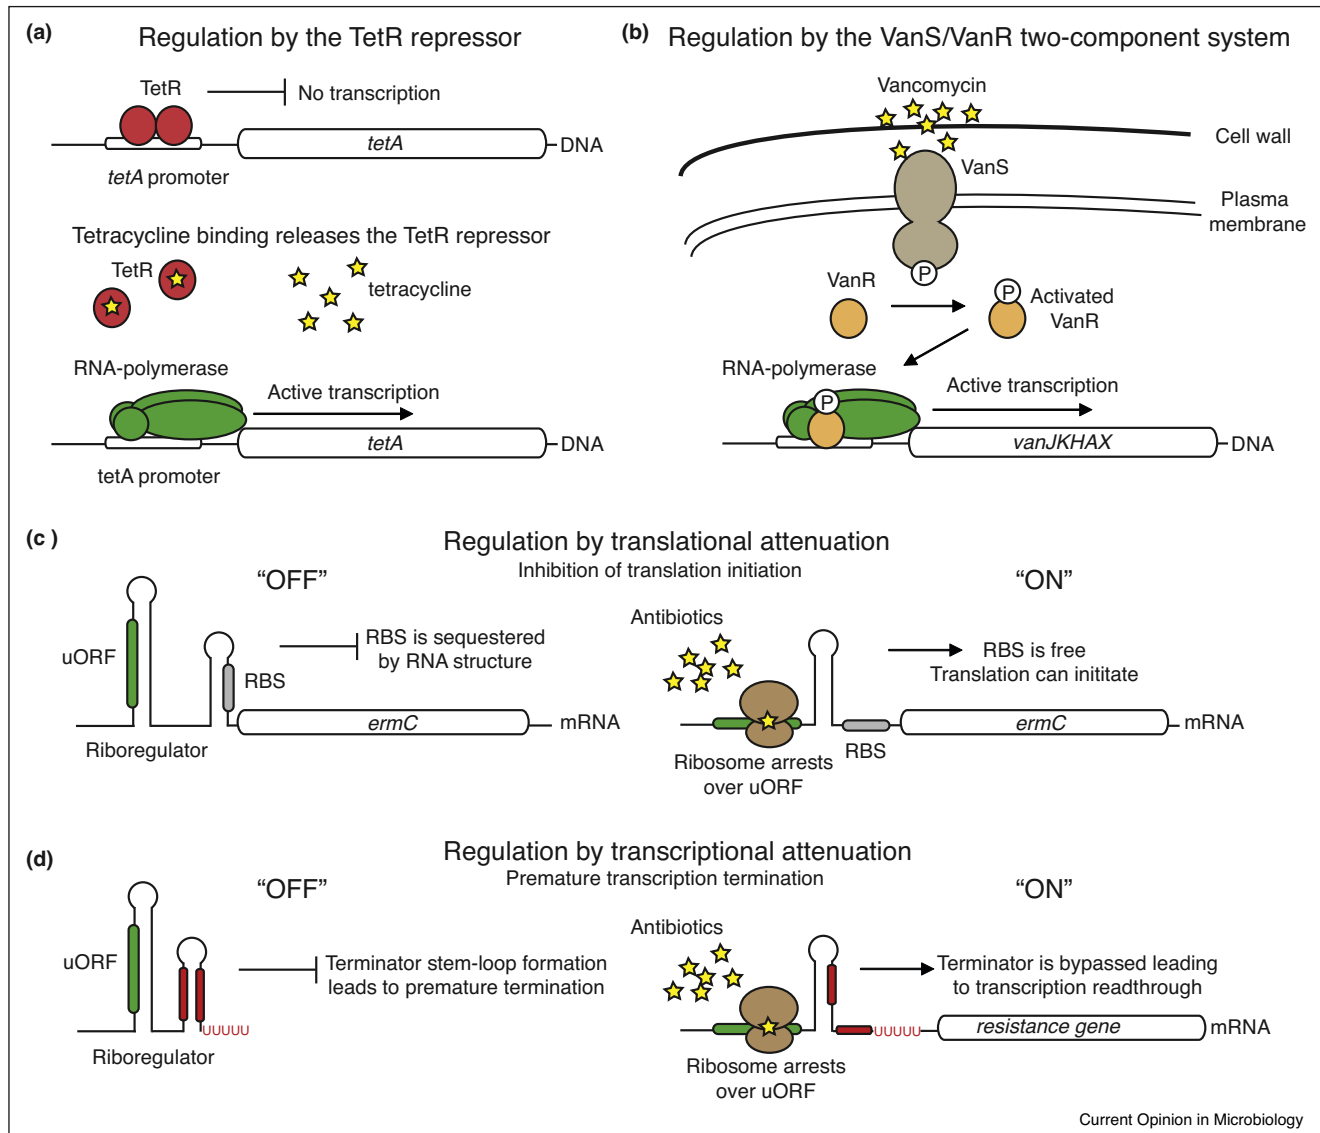 (a)
Regulation by the TetR repressor
TetR
No transcription
tetA
DNA
tetA promoter
Tetracycline binding releases the TetR repressor
TetR
tetracycline
RNA-polymerase
Active transcription
tetA
DNA
tetA promoter
(b)
Regulation by the VanS/VanR two-component system
Vancomycin
Cell wall
VanS
Plasma
membrane
P
VanR
P
Activated
VanR
RNA-polymerase
P
Active transcription
vanJKHAX
DNA
(c )
Regulation by translational attenuation
Inhibition of translation initiation
“OFF”
uORF
RBS is sequestered
by RNA structure
RBS
ermC
mRNA
Riboregulator
“ON”
Antibiotics
RBS is free
Translation can inititate
ermC
mRNA
RBS
Ribosome arrests
over uORF
(d)
Regulation by transcriptional attenuation
Premature transcription termination
“OFF”
uORF
Terminator stem-loop formation
leads to premature termination
UUUUU
Riboregulator
“ON”
Antibiotics
Terminator is bypassed leading
to transcription readthrough
UUUUU
resistance gene
mRNA
Ribosome arrests
over uORF
Current Opinion in Microbiology